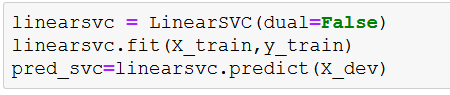 linearsvc = LinearSVC(dual=False)
linearsvc.fit(X_train,y_train)
pred_svc=linearsvc.predict(X_dev)